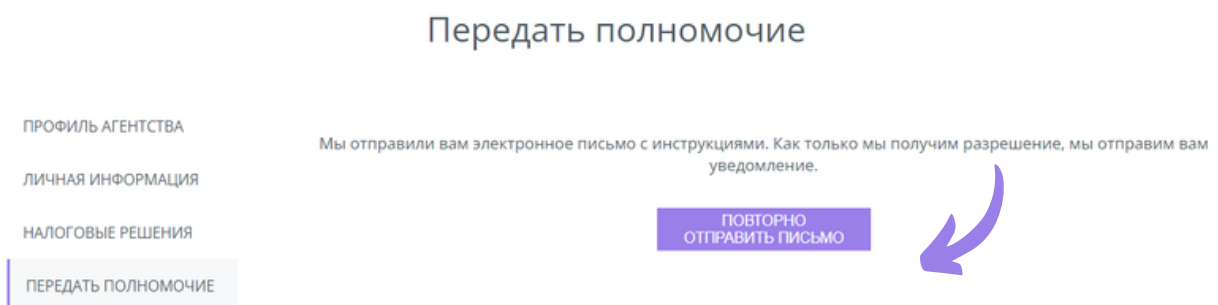 Передать полномочие
ПРОФИЛЬ АГЕНТСТВА
ЛИЧНАЯ ИНФОРМАЦИЯ
НАЛОГОВЫЕ РЕШЕНИЯ
ПЕРЕДАТЬ ПОЛНОМОЧИЕ
Мы отправили вам электронное письмо с инструкциями. Как только мы получим разрешение, мы отправим вам
уведомление.
ПОВТОРНО
ОТПРАВИТЬ ПИСЬМО